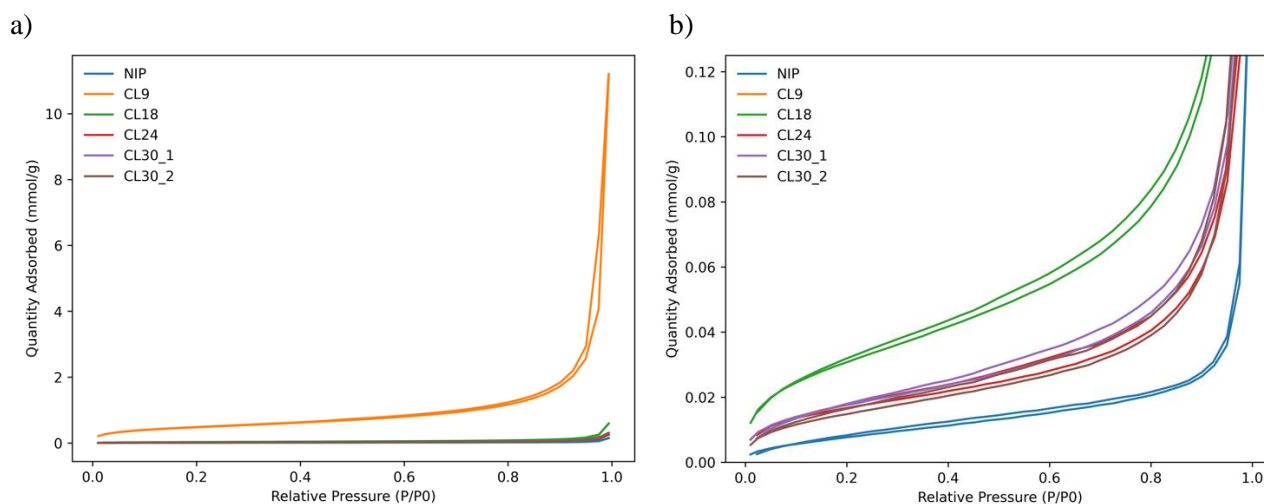 a)
NIP
CL9
CL18
CL24
CL30_1
CL30_2
10
8
6
4
2
0
Quantity Adsorbed (mmol/g)
0.0 0.2 0.4 0.6 0.8 1.0
Relative Pressure (P/P0)
b)
NIP
CL9
CL18
CL24
CL30_1
CL30_2
0.12
0.10
0.08
0.06
0.04
0.02
0.00
Quantity Adsorbed (mmol/g)
0.0 0.2 0.4 0.6 0.8 1.0
Relative Pressure (P/P0)